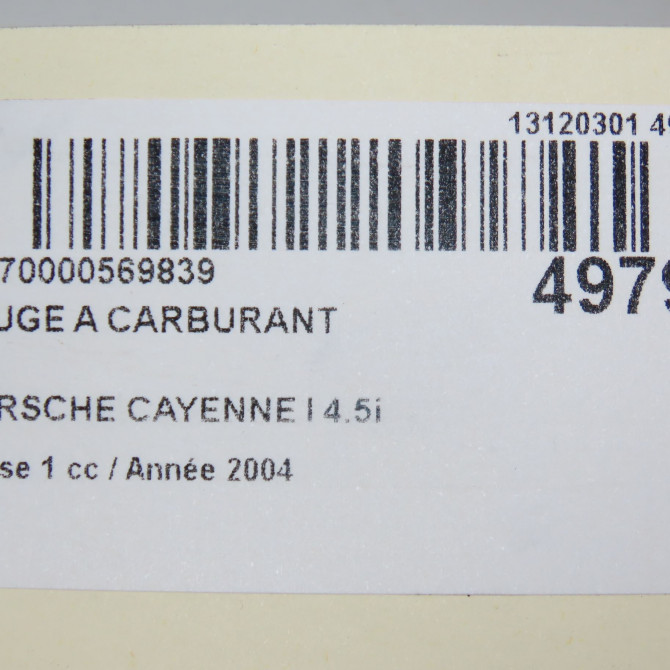 13120301 49
70000569839
4979
UGE A CARBURANT
RSCHE CAYENNE I 4.5i
se 1 cc / Année 2004